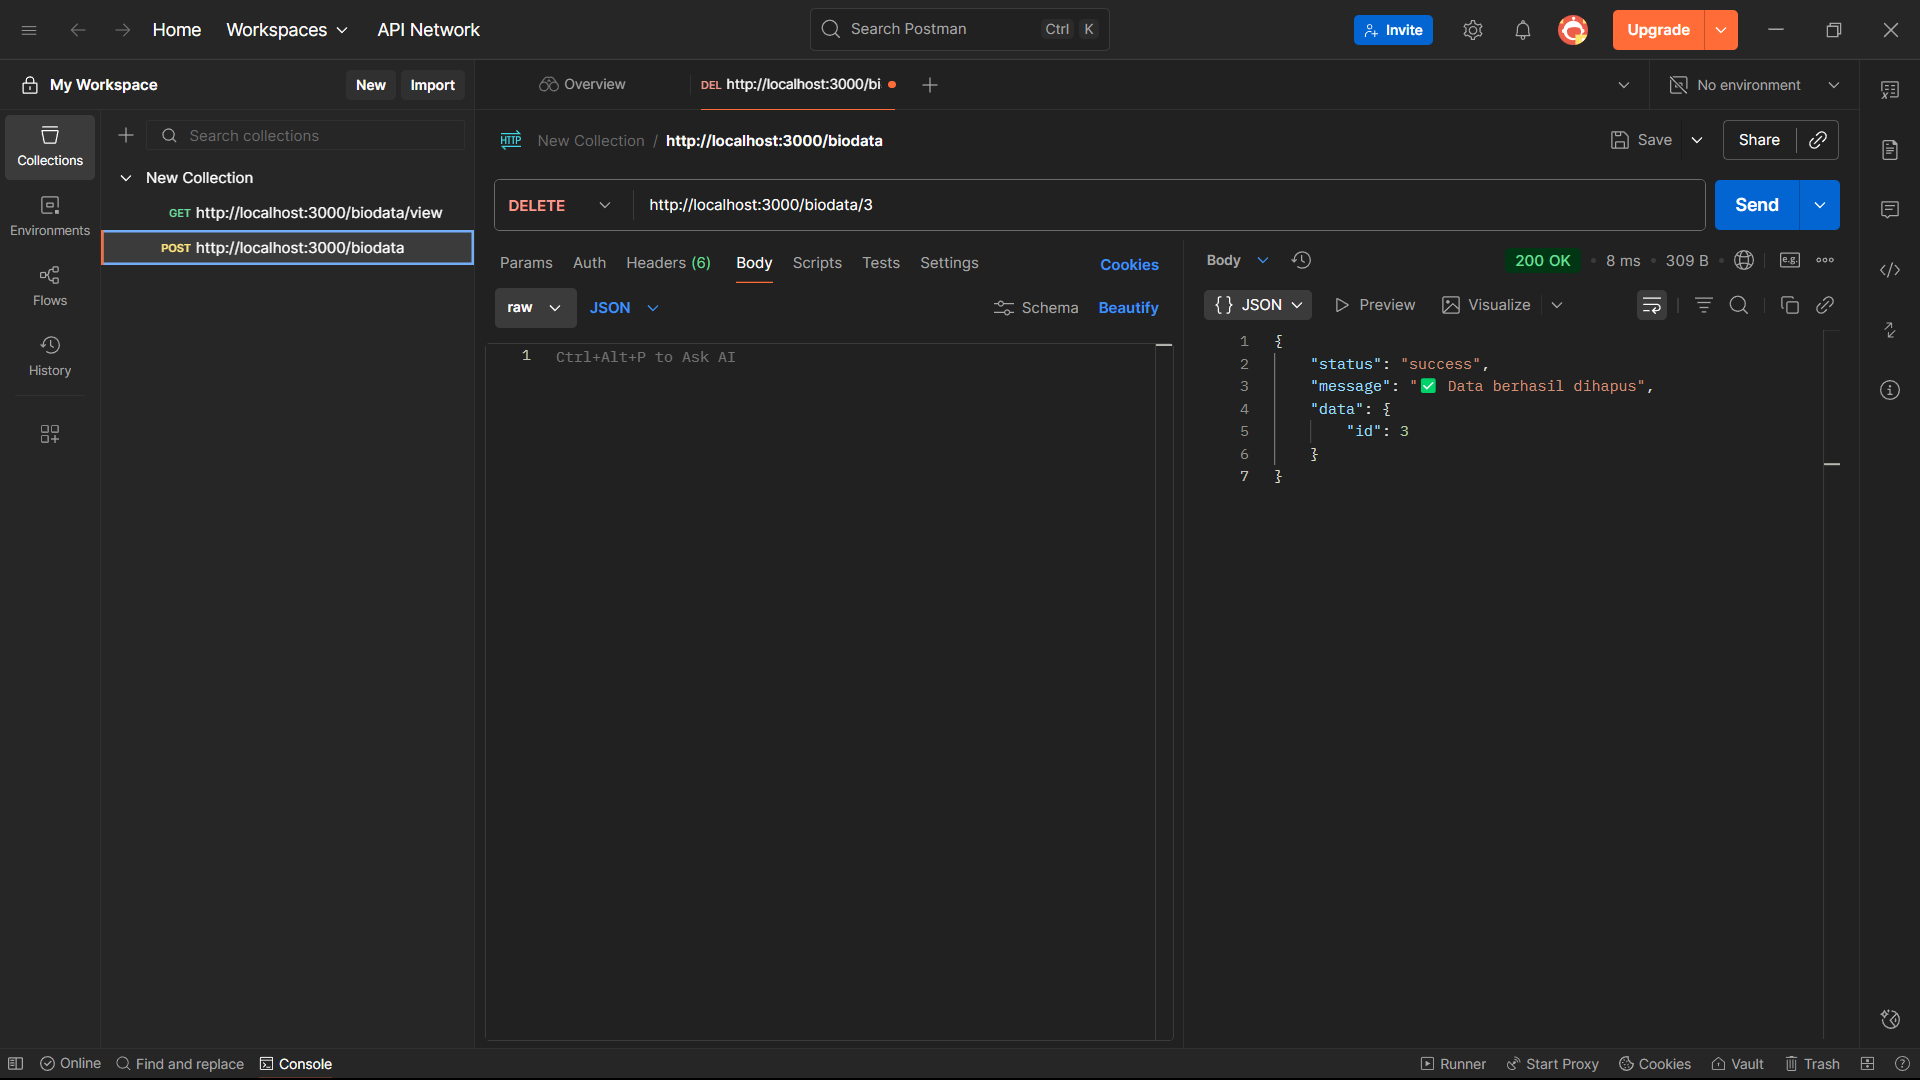 Home Workspaces API Network Search Postman Ctrl K Invite Upgrade
My Workspace New Import Overview DEL http://localhost:3000/bi No environment
Collections
Environments
Flows
History
Search collections
New Collection
GET http://localhost:3000/biodata/view
POST http://localhost:3000/biodata
HTTP New Collection / http://localhost:3000/biodata Save Share
DELETE http://localhost:3000/biodata/3 Send
Params Auth Headers (6) Body Scripts Tests Settings Cookies
raw JSON Schema Beautify
1 Ctrl+Alt+P to Ask AI
Body 200 OK • 8 ms • 309 B • e.g.
{} JSON Preview Visualize
1 {
2 "status": "success",
3 "message": "✅ Data berhasil dihapus",
4 "data": {
5 "id": 3
6 }
7 }
Online Find and replace Console Runner Start Proxy Cookies Vault Trash